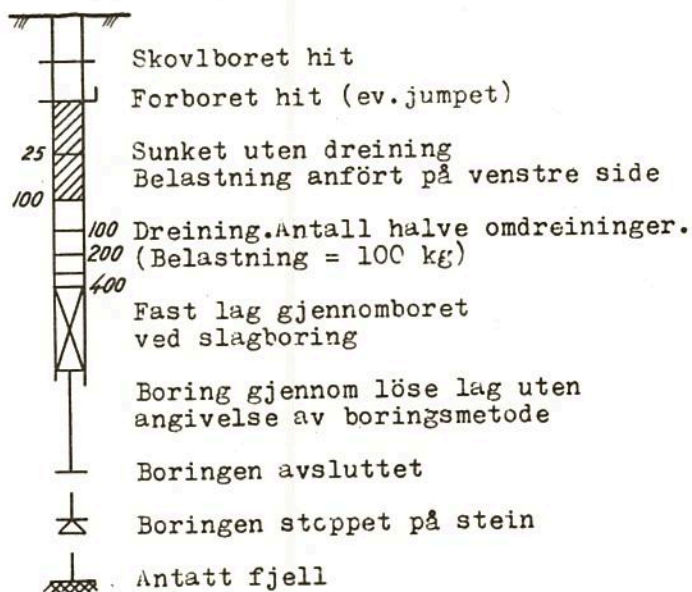 Skovlboret hit
Forboret hit (ev.jumpet)
25 Sunket uten dreining
Belastning anfört på venstre side
100
100 Dreining.Antall halve omdreininger.
200 (Belastning = 100 kg)
400
Fast lag gjennomboret
ved slagboring
Boring gjennom löse lag uten
angivelse av boringsmetode
Boringen avsluttet
Boringen stoppet på stein
Antatt fjell